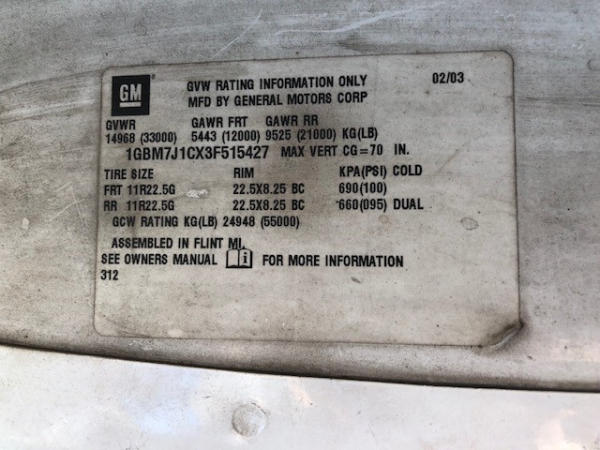 GM ® GVW RATING INFORMATION ONLY 02/03
MFD BY GENERAL MOTORS CORP
GVWR GAWR FRT GAWR RR
14968 (33000) 5443 (12000) 9525 (21000) KG(LB)
1GBM7J1CX3F515427 MAX VERT CG=70 IN.
TIRE SIZE RIM KPA(PSI) COLD
FRT 11R22.5G 22.5X8.25 BC 690(100)
RR 11R22.5G 22.5X8.25 BC 660(095) DUAL
GCW RATING KG(LB) 24948 (55000)
ASSEMBLED IN FLINT MI.
SEE OWNERS MANUAL i FOR MORE INFORMATION
312